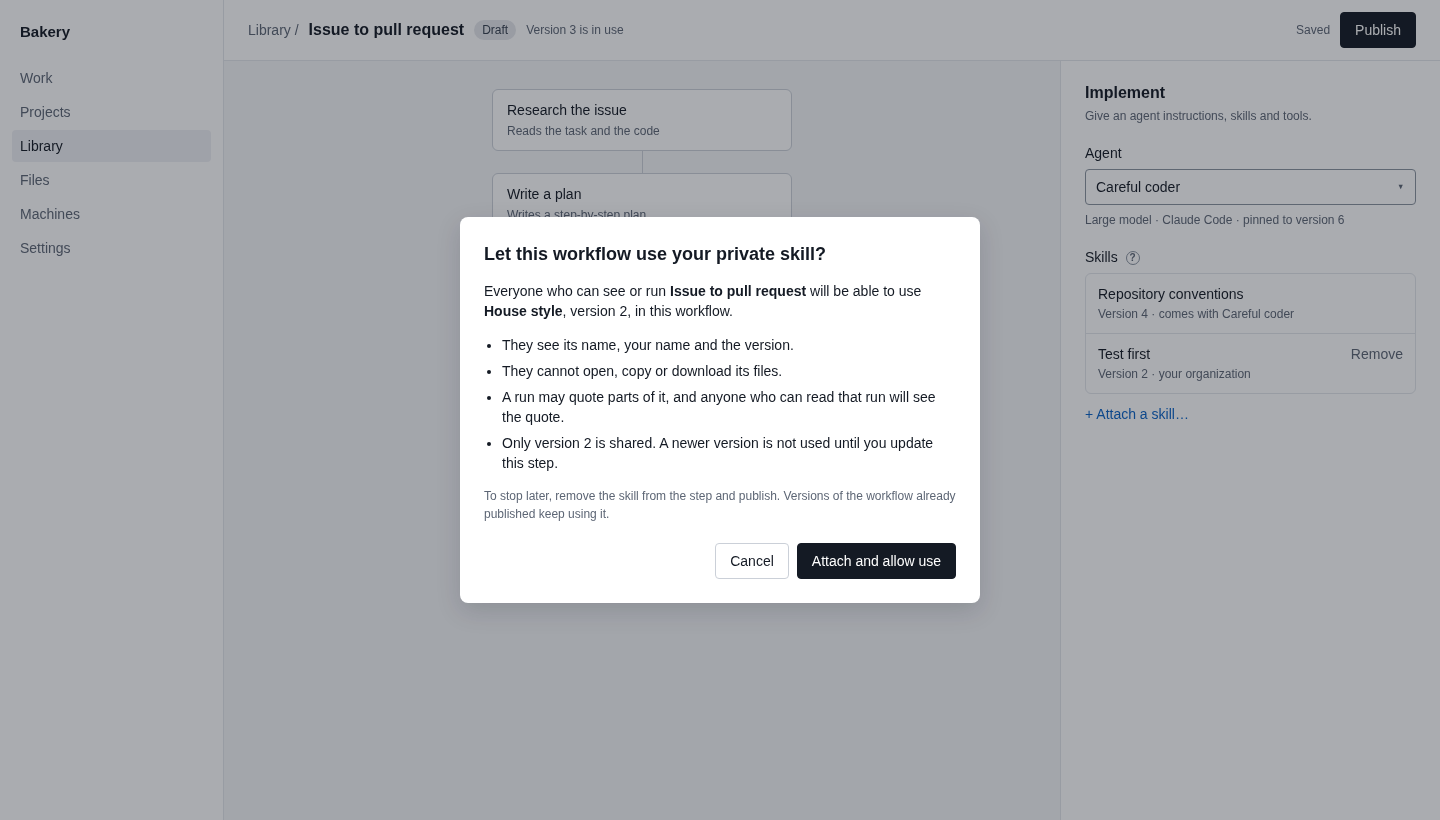 Bakery
Work
Projects
Library
Files
Machines
Settings
Library / Issue to pull request Draft Version 3 is in use
Saved Publish
Research the issue
Reads the task and the code
Write a plan
Writes a step-by-step plan
Let this workflow use your private skill?
Everyone who can see or run Issue to pull request will be able to use
House style, version 2, in this workflow.
• They see its name, your name and the version.
• They cannot open, copy or download its files.
• A run may quote parts of it, and anyone who can read that run will see
the quote.
• Only version 2 is shared. A newer version is not used until you update
this step.
To stop later, remove the skill from the step and publish. Versions of the workflow already
published keep using it.
Cancel Attach and allow use
Implement
Give an agent instructions, skills and tools.
Agent
Careful coder
Large model · Claude Code · pinned to version 6
Skills ?
Repository conventions
Version 4 · comes with Careful coder
Test first Remove
Version 2 · your organization
+ Attach a skill…